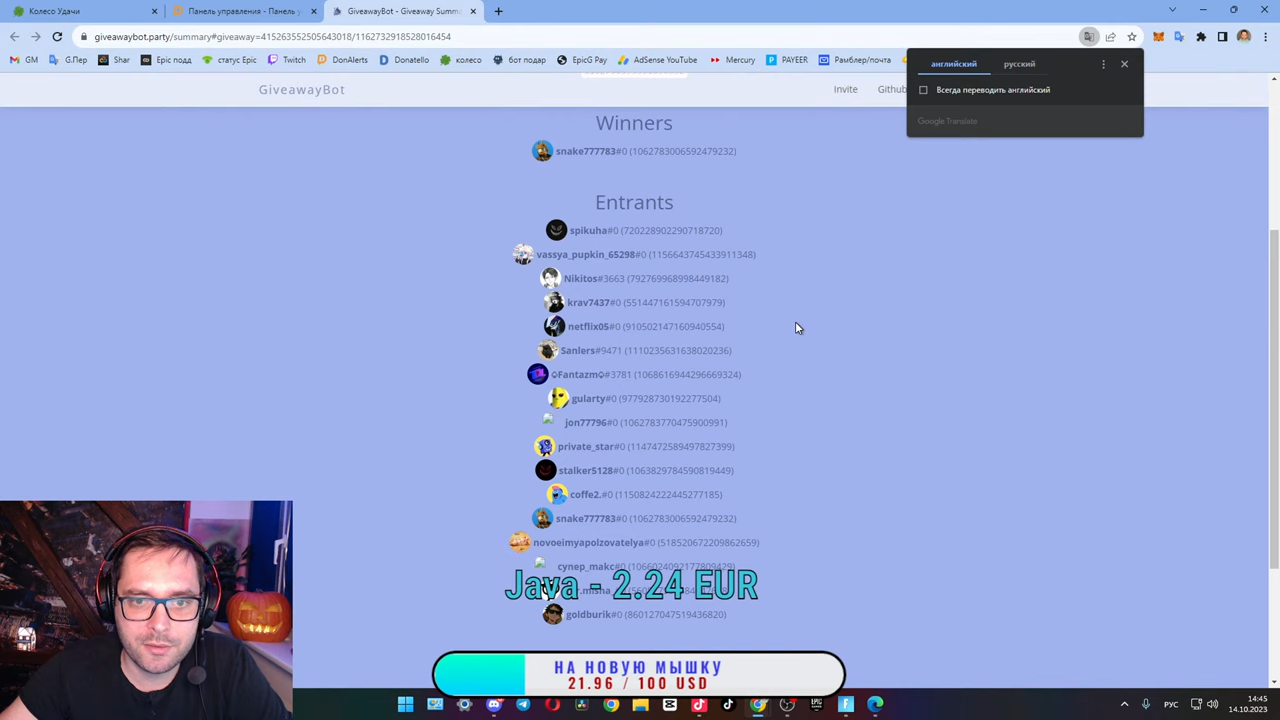 Колесо Удачи
Панель управления -
GiveawayBot - Giveaway Summ
giveawaybot.party/summary#giveaway=415263552505643018/1162732918528016454
GM G.Пер Shar Epic подд Twitch DonAlerts Donatello колесо бот подар EpicG Pay AdSense YouTube Mercury PAYEER Рамблер/почта
английский русский
Всегда переводить английский
Google Translate
GiveawayBot Invite Github
Winners
snake777783#0 (1062783006592479232)
Entrants
spikuha#0 (720228902290718720)
vassya_pupkin_65298#0 (1156643745433911348)
Nikitos#3663 (792769968998449182)
krav7437#0 (551447161594707979)
netflix05#0 (910502147160940554)
Sanlers#9471 (1110235631638020236)
Fantazm#3781 (1068616944296669324)
gularty#0 (977928730192277504)
jon77796#0 (1062783770475900991)
private_star#0 (1147472589497827399)
stalker5128#0 (1063829784590819449)
coffe2.#0 (1150824222445277185)
snake777783#0 (1062783006592479232)
novoeimyapolzovatelya#0 (518520672209862659)
супер_макс#0 (1066024092177809429)
Java - 2.24 EUR
goldburik#0 (860127047519436820)
НА НОВУЮ МЫШКУ
21.96 / 100 USD
РУС
14:45
14.10.2023